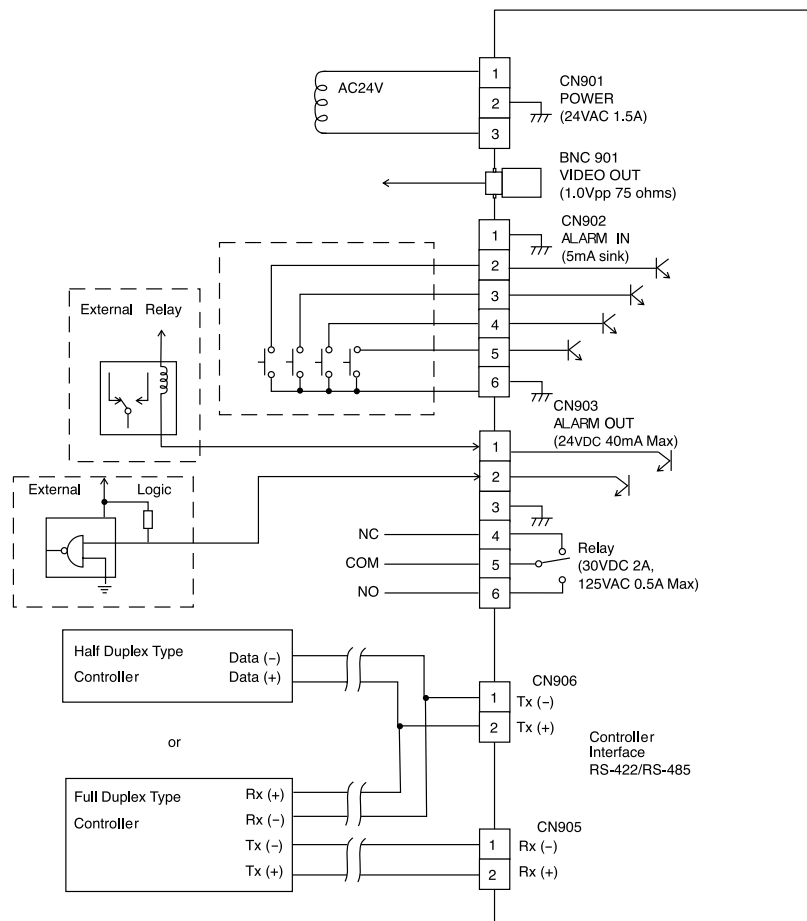 AC24V
1
2
3
CN901
POWER
(24VAC 1.5A)
BNC 901
VIDEO OUT
(1.0Vpp 75 ohms)
1
2
3
4
5
6
CN902
ALARM IN
(5mA sink)
External Relay
CN903
ALARM OUT
(24VDC 40mA Max)
1
2
3
4
5
6
External Logic
NC
COM
NO
Relay
(30VDC 2A,
125VAC 0.5A Max)
Half Duplex Type
Controller
Data (−)
Data (+)
CN906
1 Tx (−)
2 Tx (+)
or
Controller
Interface
RS-422/RS-485
Full Duplex Type
Controller
Rx (+)
Rx (−)
Tx (−)
Tx (+)
CN905
1 Rx (−)
2 Rx (+)